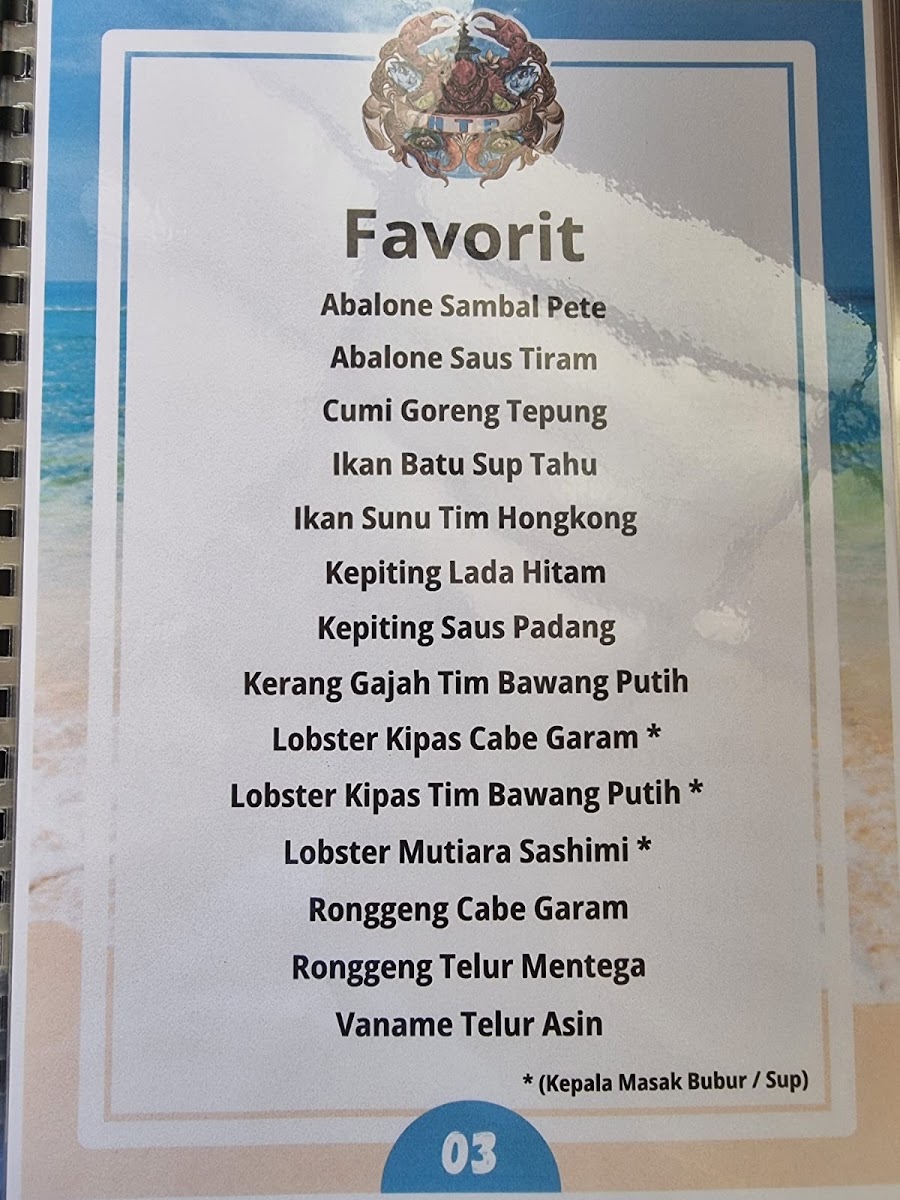 HTP
Favorit
Abalone Sambal Pete
Abalone Saus Tiram
Cumi Goreng Tepung
Ikan Batu Sup Tahu
Ikan Sunu Tim Hongkong
Kepiting Lada Hitam
Kepiting Saus Padang
Kerang Gajah Tim Bawang Putih
Lobster Kipas Cabe Garam *
Lobster Kipas Tim Bawang Putih *
Lobster Mutiara Sashimi *
Ronggeng Cabe Garam
Ronggeng Telur Mentega
Vaname Telur Asin
* (Kepala Masak Bubur / Sup)
03